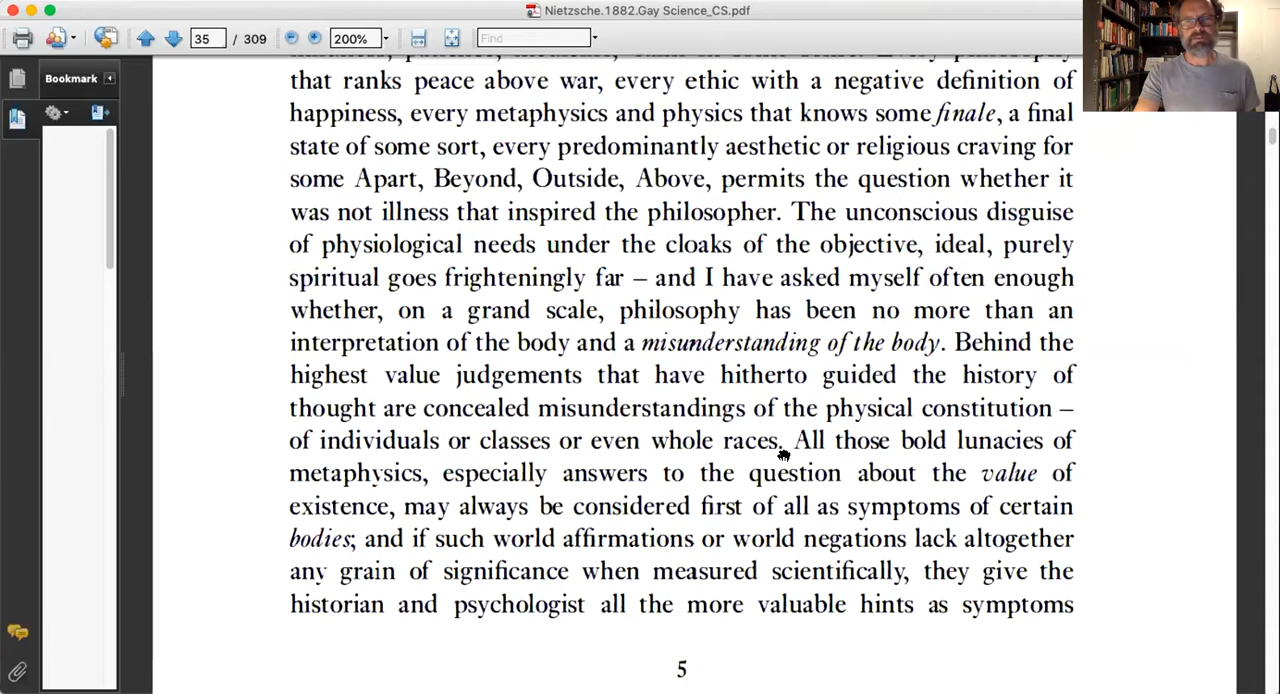 Nietzsche.1882.Gay Science_CS.pdf
35 / 309
200%
Find
Bookmark
that ranks peace above war, every ethic with a negative definition of
happiness, every metaphysics and physics that knows some finale, a final
state of some sort, every predominantly aesthetic or religious craving for
some Apart, Beyond, Outside, Above, permits the question whether it
was not illness that inspired the philosopher. The unconscious disguise
of physiological needs under the cloaks of the objective, ideal, purely
spiritual goes frighteningly far – and I have asked myself often enough
whether, on a grand scale, philosophy has been no more than an
interpretation of the body and a misunderstanding of the body. Behind the
highest value judgements that have hitherto guided the history of
thought are concealed misunderstandings of the physical constitution –
of individuals or classes or even whole races. All those bold lunacies of
metaphysics, especially answers to the question about the value of
existence, may always be considered first of all as symptoms of certain
bodies; and if such world affirmations or world negations lack altogether
any grain of significance when measured scientifically, they give the
historian and psychologist all the more valuable hints as symptoms
5